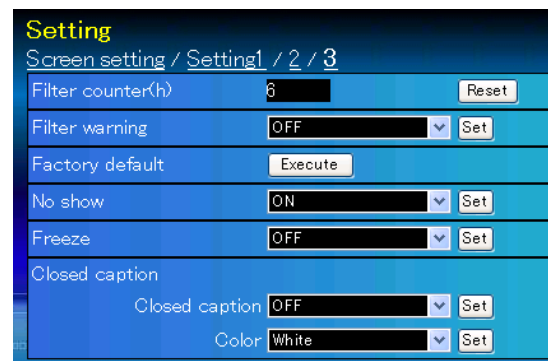 Setting
Screen setting / Setting1 / 2 / 3
Filter counter(h) 6 Reset
Filter warning OFF Set
Factory default Execute
No show ON Set
Freeze OFF Set
Closed caption
Closed caption OFF Set
Color White Set